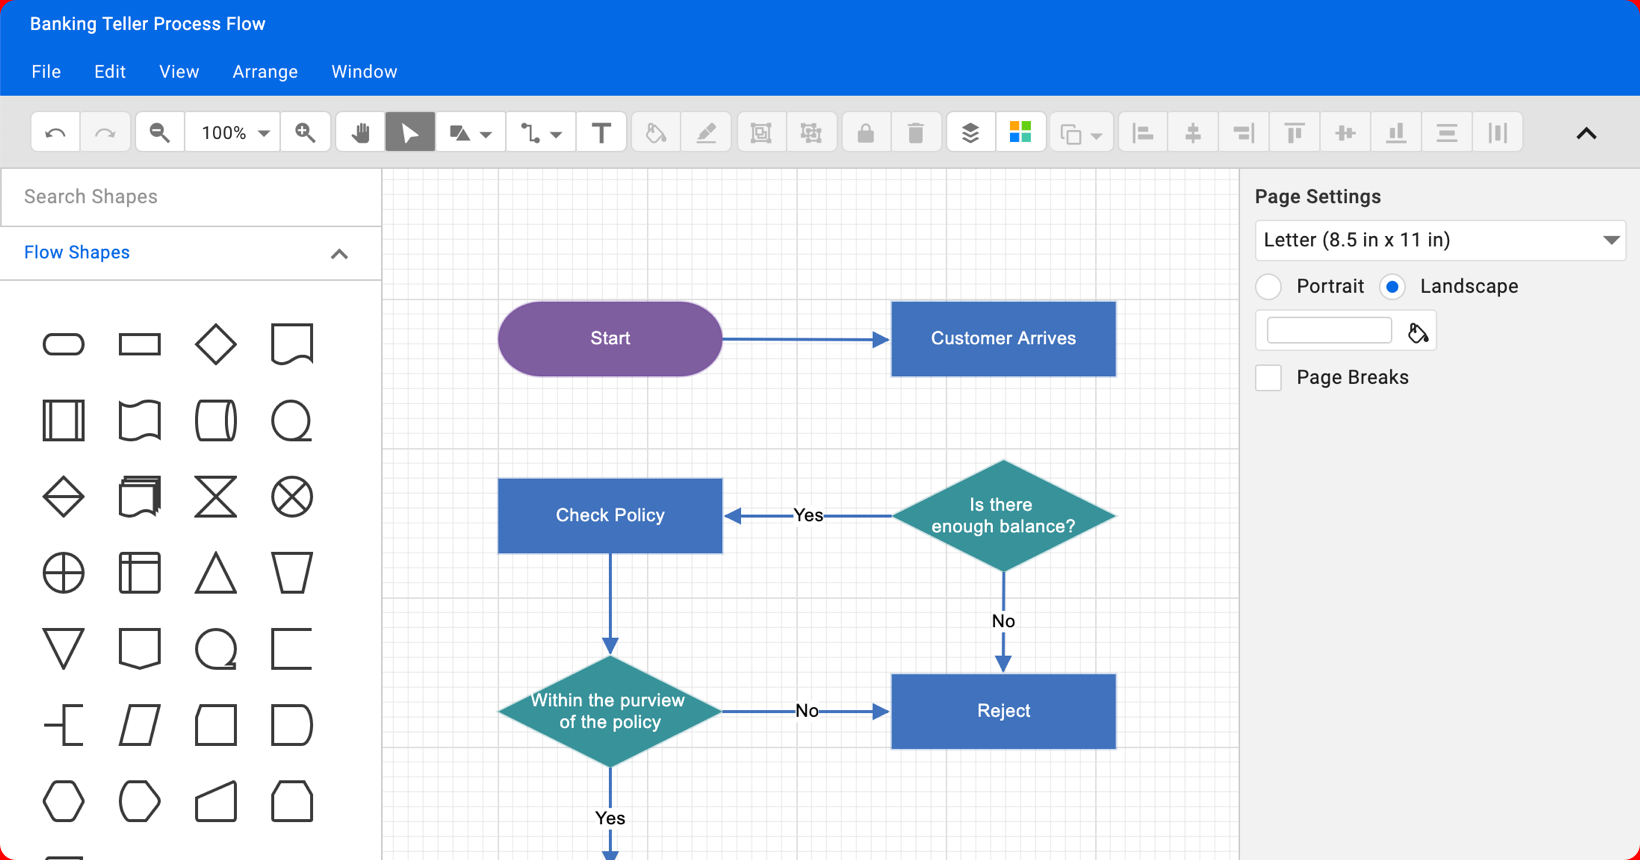 Banking Teller Process Flow
File Edit View Arrange Window
100%
T
Search Shapes
Flow Shapes
Start
Customer Arrives
Check Policy
Yes
Is there
enough balance?
No
Within the purview
of the policy
No
Reject
Yes
Page Settings
Letter (8.5 in x 11 in)
Portrait Landscape
Page Breaks